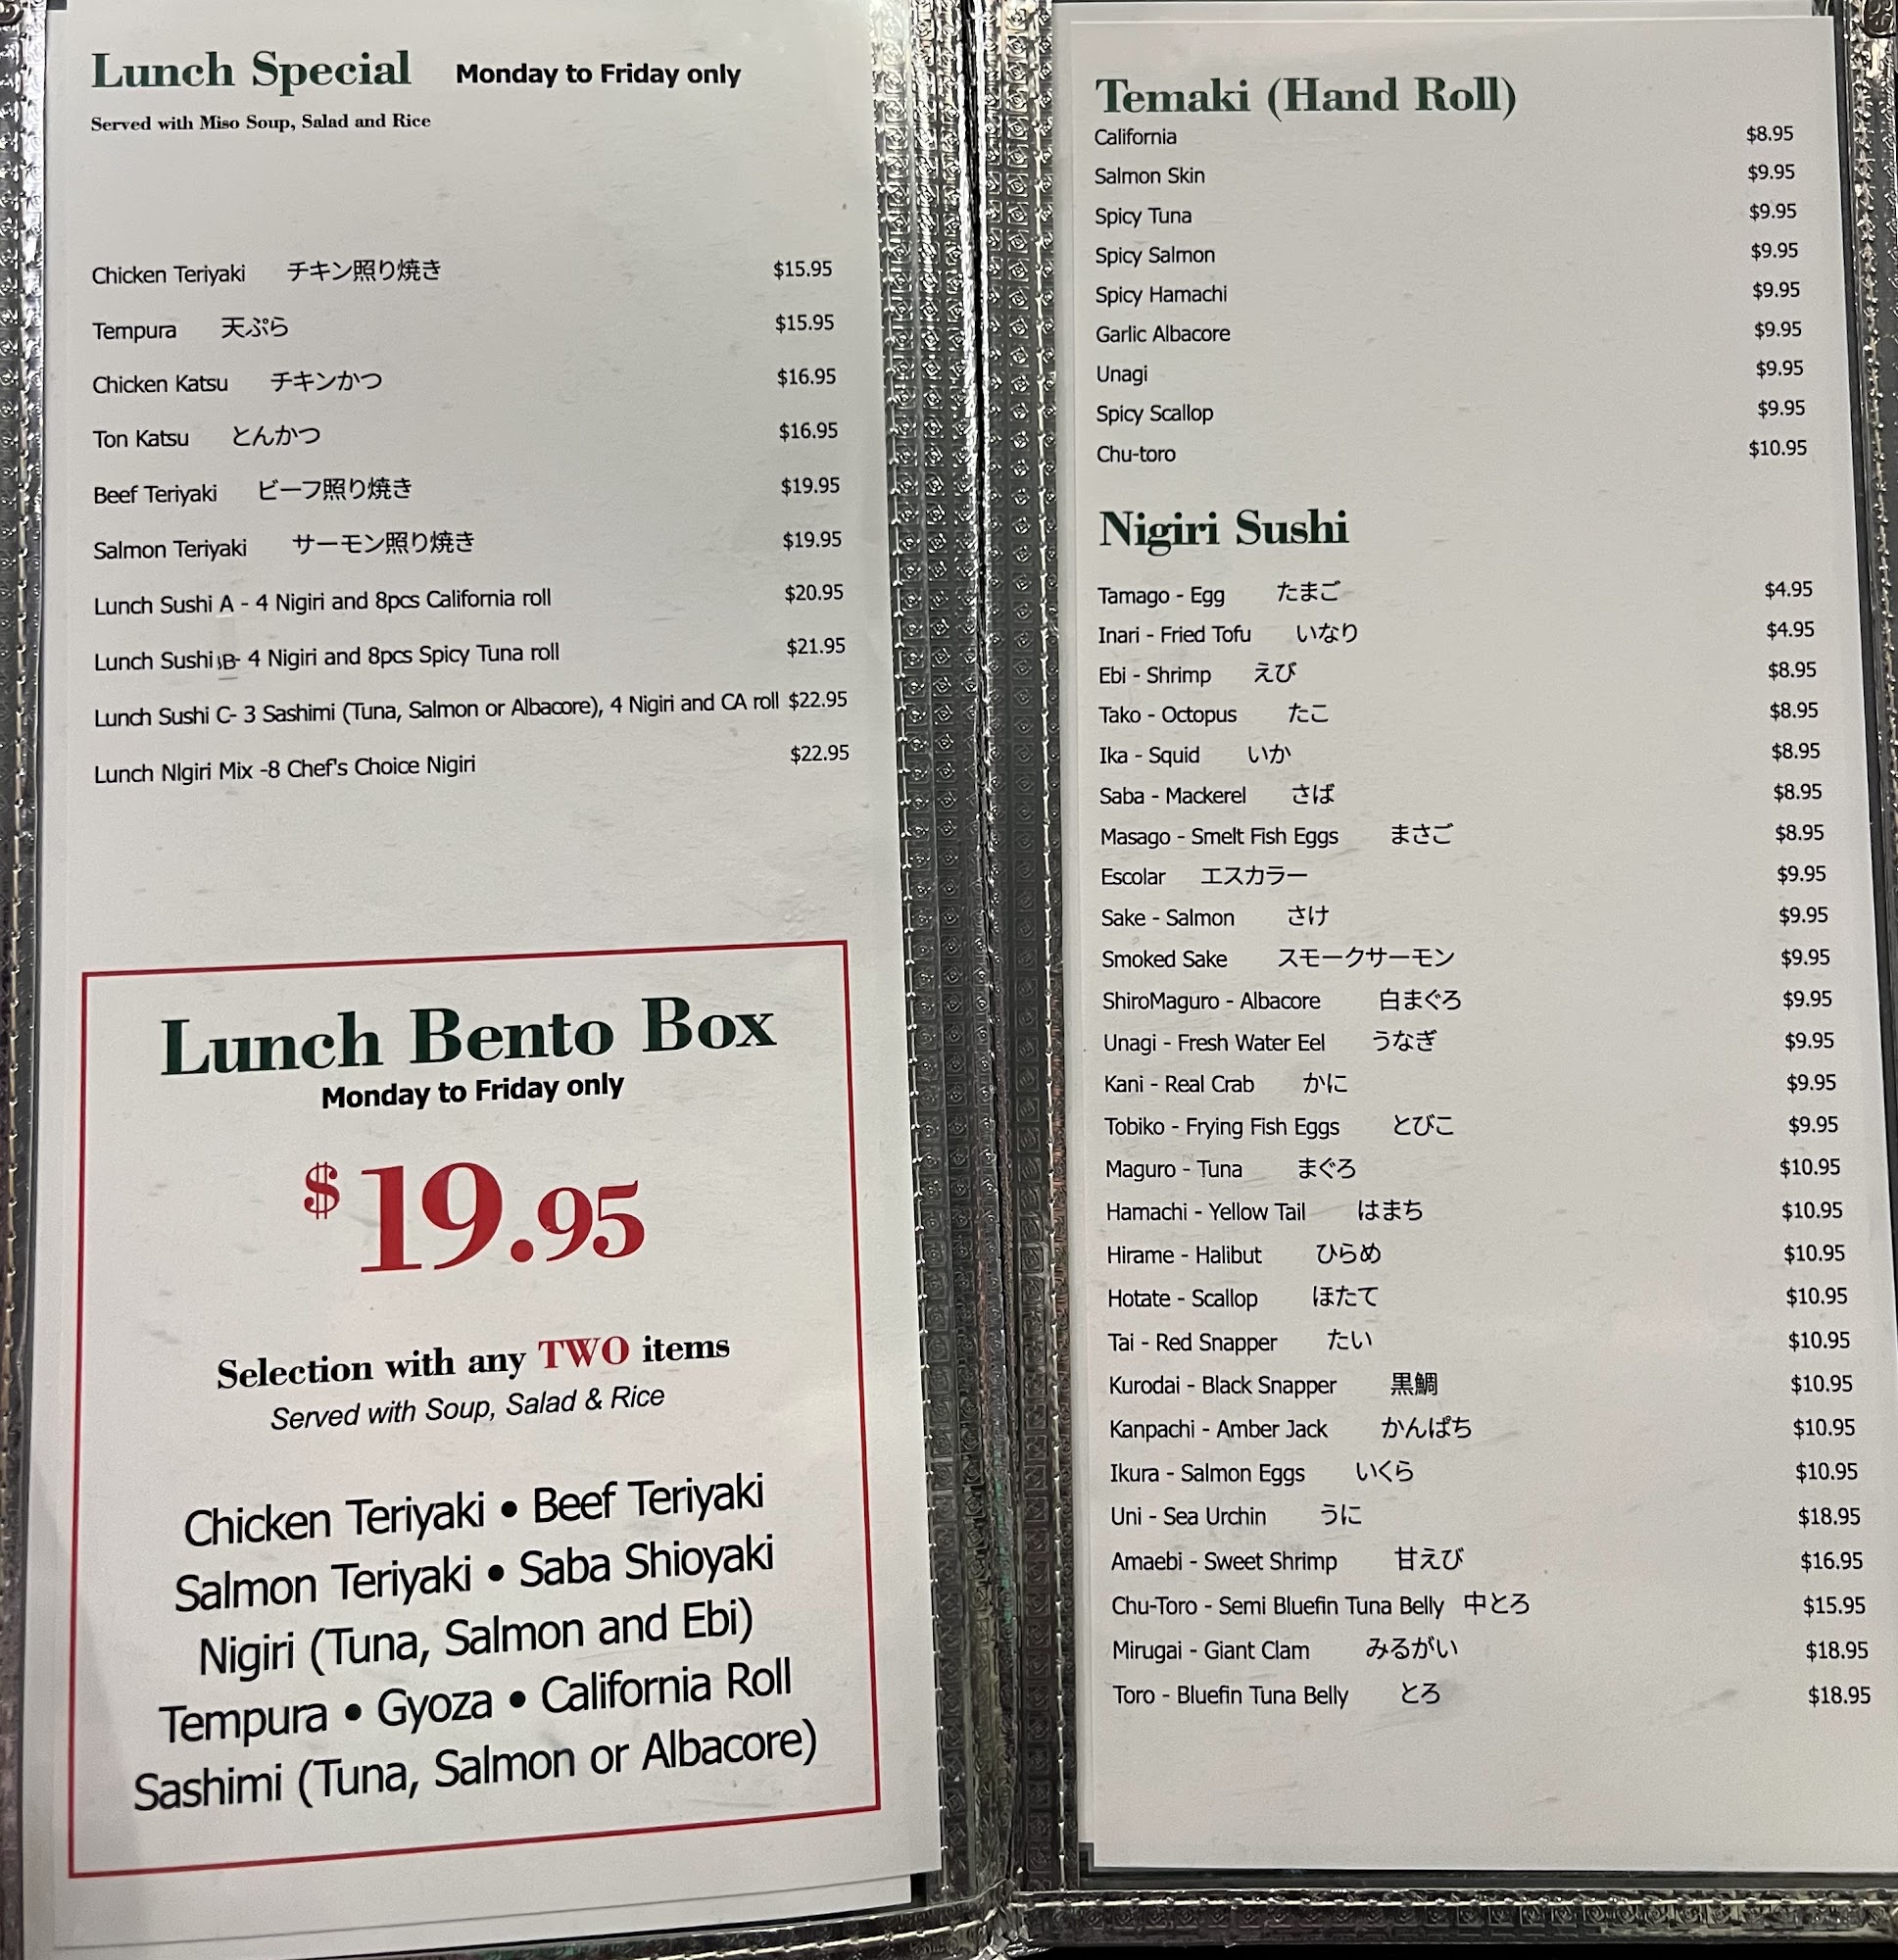 Lunch Special Monday to Friday only
Served with Miso Soup, Salad and Rice
Chicken Teriyaki チキン照り焼き $15.95
Tempura 天ぷら $15.95
Chicken Katsu チキンかつ $16.95
Ton Katsu とんかつ $16.95
Beef Teriyaki ビーフ照り焼き $19.95
Salmon Teriyaki サーモン照り焼き $19.95
Lunch Sushi A - 4 Nigiri and 8pcs California roll $20.95
Lunch Sushi B- 4 Nigiri and 8pcs Spicy Tuna roll $21.95
Lunch Sushi C- 3 Sashimi (Tuna, Salmon or Albacore), 4 Nigiri and CA roll $22.95
Lunch NIgiri Mix -8 Chef's Choice Nigiri $22.95
Lunch Bento Box
Monday to Friday only
$19.95
Selection with any TWO items
Served with Soup, Salad & Rice
Chicken Teriyaki • Beef Teriyaki
Salmon Teriyaki • Saba Shioyaki
Nigiri (Tuna, Salmon and Ebi)
Tempura • Gyoza • California Roll
Sashimi (Tuna, Salmon or Albacore)
Temaki (Hand Roll)
California $8.95
Salmon Skin $9.95
Spicy Tuna $9.95
Spicy Salmon $9.95
Spicy Hamachi $9.95
Garlic Albacore $9.95
Unagi $9.95
Spicy Scallop $9.95
Chu-toro $10.95
Nigiri Sushi
Tamago - Egg たまご $4.95
Inari - Fried Tofu いなり $4.95
Ebi - Shrimp えび $8.95
Tako - Octopus たこ $8.95
Ika - Squid いか $8.95
Saba - Mackerel さば $8.95
Masago - Smelt Fish Eggs まさご $8.95
Escolar エスカラー $9.95
Sake - Salmon さけ $9.95
Smoked Sake スモークサーモン $9.95
ShiroMaguro - Albacore 白まぐろ $9.95
Unagi - Fresh Water Eel うなぎ $9.95
Kani - Real Crab かに $9.95
Tobiko - Frying Fish Eggs とびこ $9.95
Maguro - Tuna まぐろ $10.95
Hamachi - Yellow Tail はまち $10.95
Hirame - Halibut ひらめ $10.95
Hotate - Scallop ほたて $10.95
Tai - Red Snapper たい $10.95
Kurodai - Black Snapper 黒鯛 $10.95
Kanpachi - Amber Jack かんぱち $10.95
Ikura - Salmon Eggs いくら $10.95
Uni - Sea Urchin うに $18.95
Amaebi - Sweet Shrimp 甘えび $16.95
Chu-Toro - Semi Bluefin Tuna Belly 中とろ $15.95
Mirugai - Giant Clam みるがい $18.95
Toro - Bluefin Tuna Belly とろ $18.95